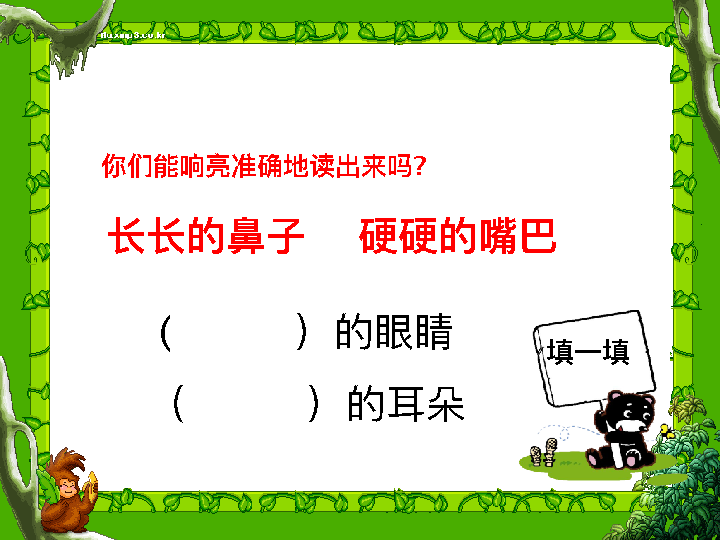 你们能响亮准确地读出来吗？
长长的鼻子 硬硬的嘴巴
（ ）的眼睛
填一填
（ ）的耳朵